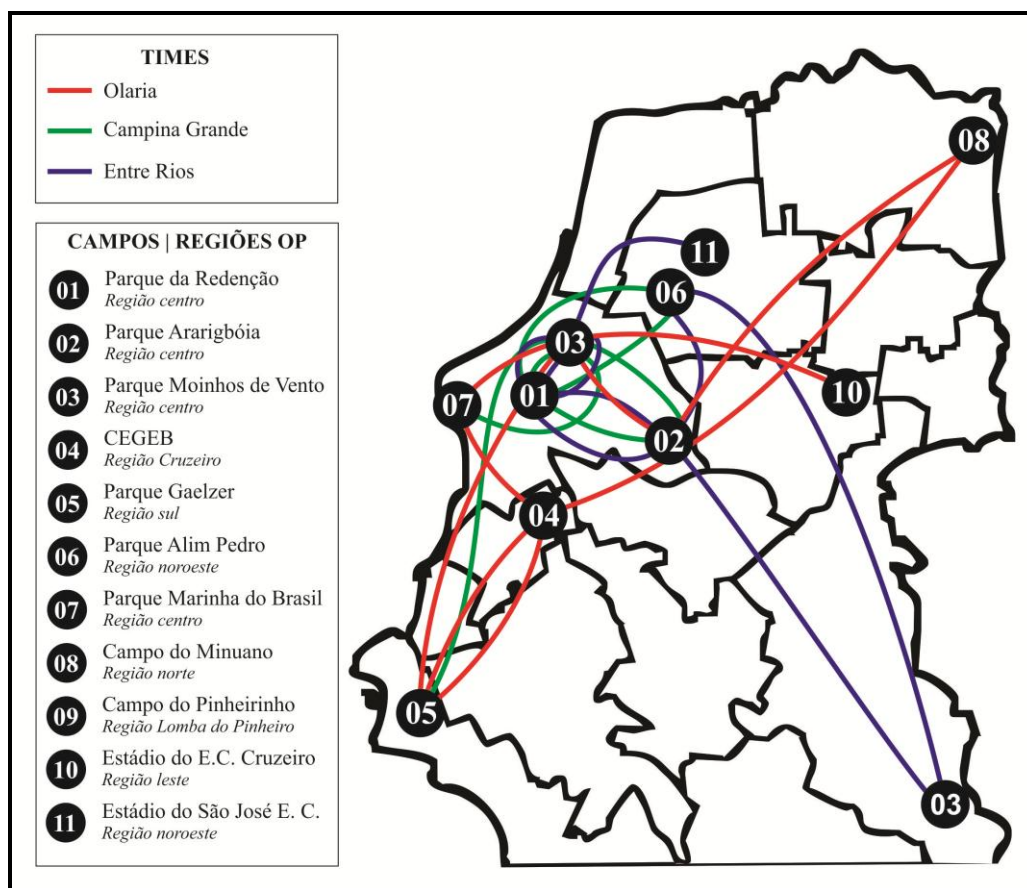 TIMES
Olaria
Campina Grande
Entre Rios
CAMPOS | REGIÕES OP
01 Parque da Redenção
Região centro
02 Parque Ararigbóia
Região centro
03 Parque Moinhos de Vento
Região centro
04 CEGEB
Região Cruzeiro
05 Parque Gaelzer
Região sul
06 Parque Alim Pedro
Região noroeste
07 Parque Marinha do Brasil
Região centro
08 Campo do Minuano
Região norte
09 Campo do Pinheirinho
Região Lomba do Pinheiro
10 Estádio do E.C. Cruzeiro
Região leste
11 Estádio do São José E. C.
Região noroeste
08
11
06
03
10
01
07
02
04
05
03